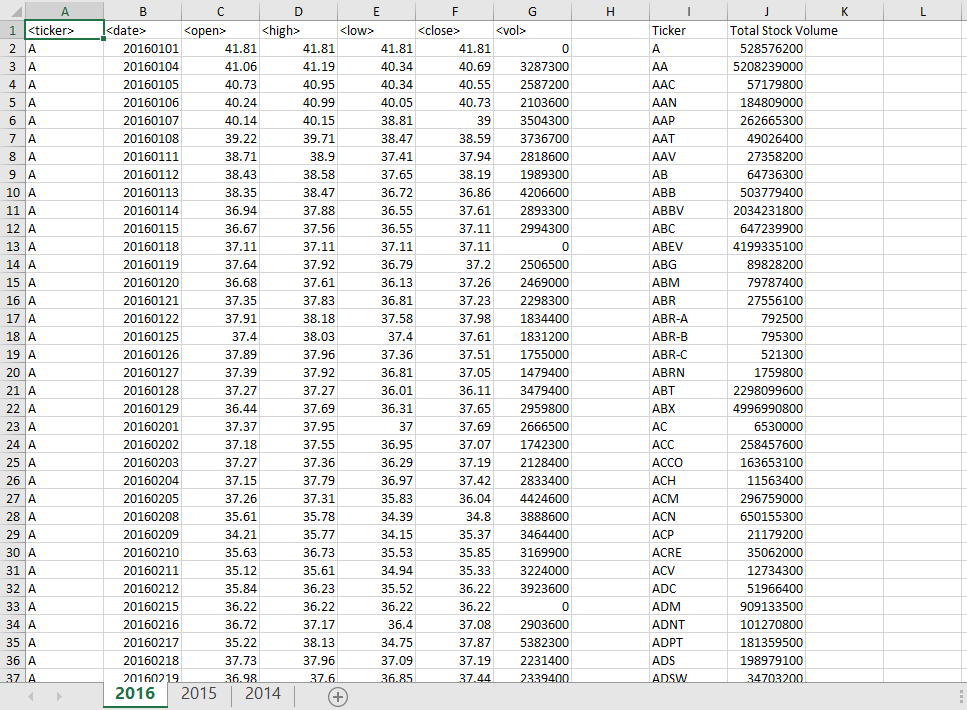 A B C D E F G H I J K L
1 <ticker> <date> <open> <high> <low> <close> <vol> Ticker Total Stock Volume
2 A 20160101 41.81 41.81 41.81 41.81 0 A 528576200
3 A 20160104 41.06 41.19 40.34 40.69 3287300 AA 5208239000
4 A 20160105 40.73 40.95 40.34 40.55 2587200 AAC 57179800
5 A 20160106 40.24 40.99 40.05 40.73 2103600 AAN 184809000
6 A 20160107 40.14 40.15 38.81 39 3504300 AAP 262665300
7 A 20160108 39.22 39.71 38.47 38.59 3736700 AAT 49026400
8 A 20160111 38.71 38.9 37.41 37.94 2818600 AAV 27358200
9 A 20160112 38.43 38.58 37.65 38.19 1989300 AB 64736300
10 A 20160113 38.35 38.47 36.72 36.86 4206600 ABB 503779400
11 A 20160114 36.94 37.88 36.55 37.61 2893300 ABBV 2034231800
12 A 20160115 36.67 37.56 36.55 37.11 2994300 ABC 647239900
13 A 20160118 37.11 37.11 37.11 37.11 0 ABEV 4199335100
14 A 20160119 37.64 37.92 36.79 37.2 2506500 ABG 89828200
15 A 20160120 36.68 37.61 36.13 37.26 2469000 ABM 79787400
16 A 20160121 37.35 37.83 36.81 37.23 2298300 ABR 27556100
17 A 20160122 37.91 38.18 37.58 37.98 1834400 ABR-A 792500
18 A 20160125 37.4 38.03 37.4 37.61 1831200 ABR-B 795300
19 A 20160126 37.89 37.96 37.36 37.51 1755000 ABR-C 521300
20 A 20160127 37.39 37.92 36.81 37.05 1479400 ABRN 1759800
21 A 20160128 37.27 37.27 36.01 36.11 3479400 ABT 2298099600
22 A 20160129 36.44 37.69 36.31 37.65 2959800 ABX 4996990800
23 A 20160201 37.37 37.95 37 37.69 2666500 AC 6530000
24 A 20160202 37.18 37.55 36.95 37.07 1742300 ACC 258457600
25 A 20160203 37.27 37.36 36.29 37.19 2128400 ACCO 163653100
26 A 20160204 37.15 37.79 36.97 37.42 2833400 ACH 11563400
27 A 20160205 37.26 37.31 35.83 36.04 4424600 ACM 296759000
28 A 20160208 35.61 35.78 34.39 34.8 3888600 ACN 650155300
29 A 20160209 34.21 35.77 34.15 35.37 3464400 ACP 21179200
30 A 20160210 35.63 36.73 35.53 35.85 3169900 ACRE 35062000
31 A 20160211 35.12 35.61 34.94 35.33 3224000 ACV 12734300
32 A 20160212 35.84 36.23 35.52 36.22 3923600 ADC 51966400
33 A 20160215 36.22 36.22 36.22 36.22 0 ADM 909133500
34 A 20160216 36.72 37.17 36.4 37.08 2903600 ADNT 101270800
35 A 20160217 35.22 38.13 34.75 37.87 5382300 ADPT 181359500
36 A 20160218 37.73 37.96 37.09 37.19 2231400 ADS 198979100
37 A 20160219 36.98 37.6 36.85 37.44 2339400 ADSW 34703200
2016 2015 2014